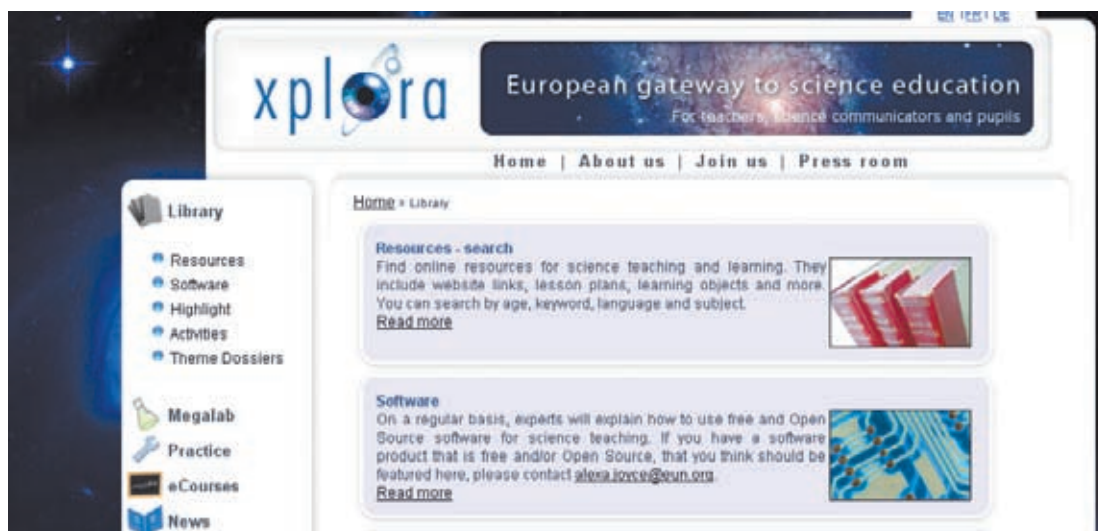 xplora
European gateway to science education
For teachers, science communicators and pupils
Home | About us | Join us | Press room
Library
Resources
Software
Highlight
Activities
Theme Dossiers
Megalab
Practice
eCourses
News
Home » Library
Resources - search
Find online resources for science teaching and learning. They
include website links, lesson plans, learning objects and more.
You can search by age, keyword, language and subject.
Read more
Software
On a regular basis, experts will explain how to use free and Open
Source software for science teaching. If you have a software
product that is free and/or Open Source, that you think should be
featured here, please contact alexa.joyce@eun.org.
Read more